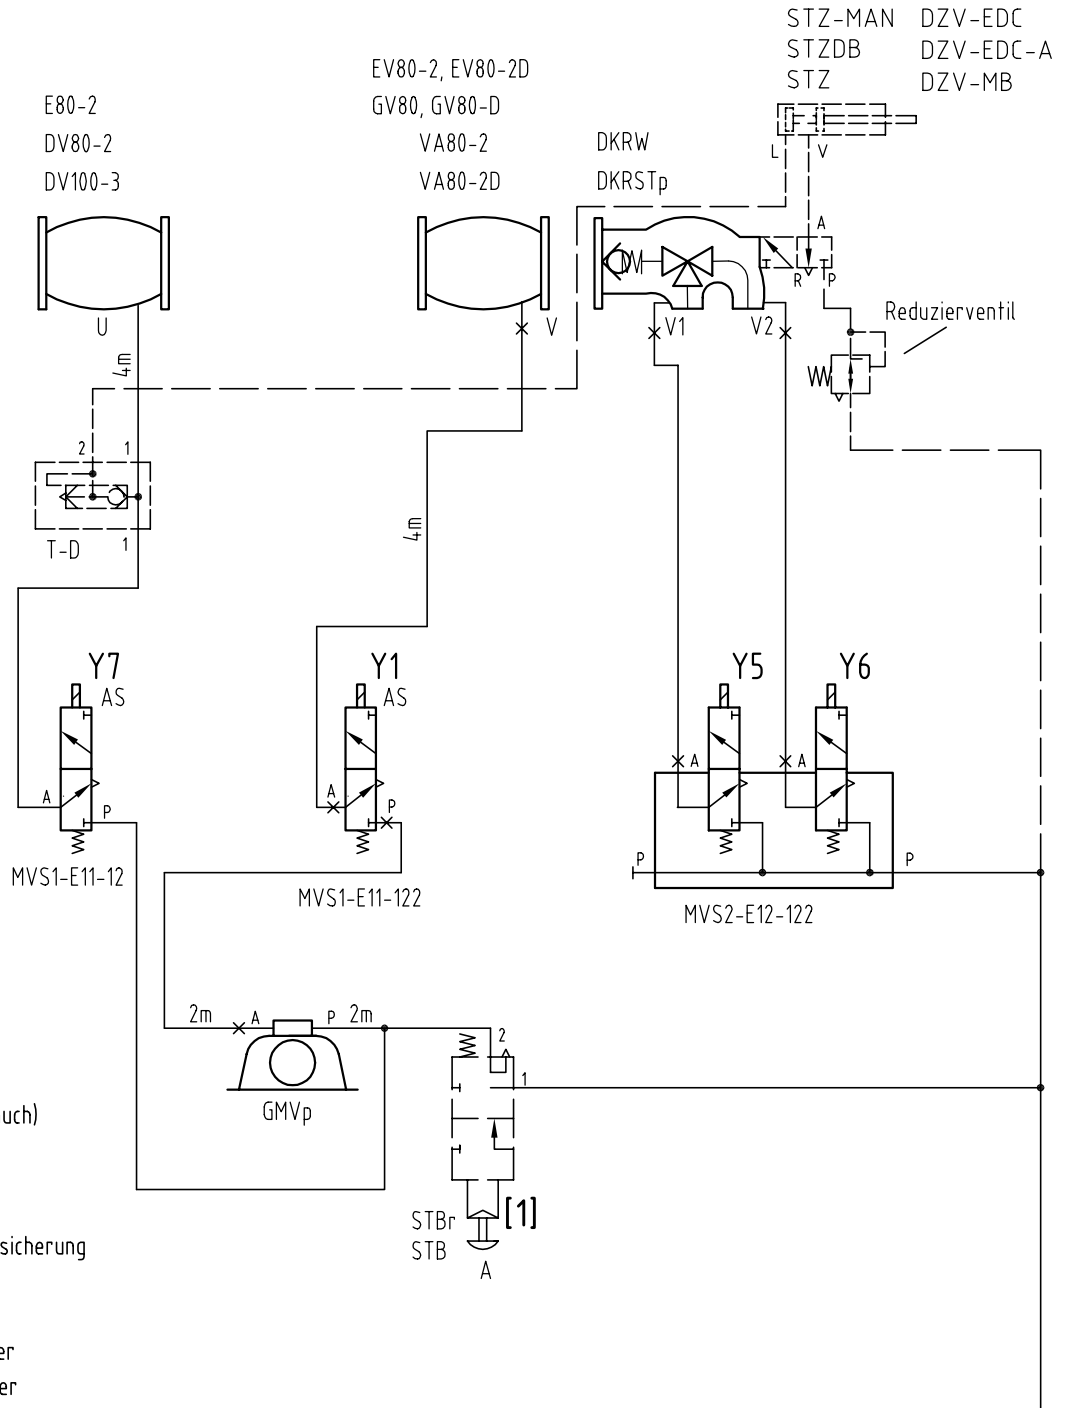 STZ-MAN DZV-EDC
STZDB DZV-EDC-A
STZ DZV-MB
EV80-2, EV80-2D
GV80, GV80-D
VA80-2
VA80-2D
E80-2
DV80-2
DV100-3
DKRW
DKRSTp
L
V
A
R
P
U
V
V1
V2
Reduzierventil
4m
2
1
4m
T-D
1
Y7
AS
Y1
AS
Y5
Y6
A
P
A
P
A
A
P
P
MVS1-E11-12
MVS1-E11-122
MVS2-E12-122
2m
A
P
2m
2
1
GMVp
uch)
STBr
STB
[1]
A
sicherung
er
er